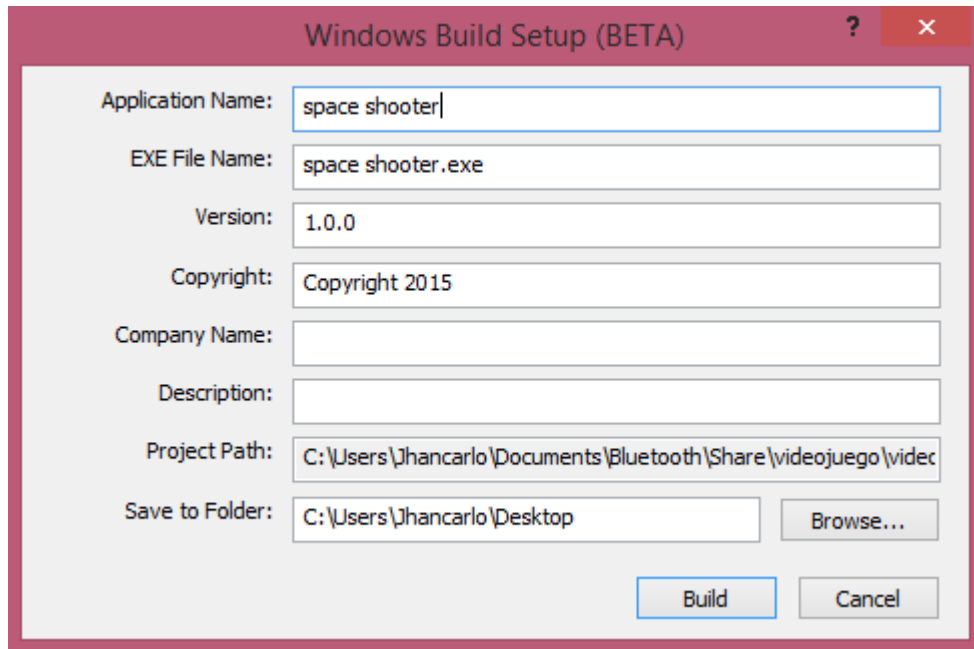 Windows Build Setup (BETA)
? ×
Application Name: space shooter
EXE File Name: space shooter.exe
Version: 1.0.0
Copyright: Copyright 2015
Company Name:
Description:
Project Path: C:\Users\Jhancarlo\Documents\Bluetooth\Share\videojuego\videc
Save to Folder: C:\Users\Jhancarlo\Desktop Browse...
Build Cancel